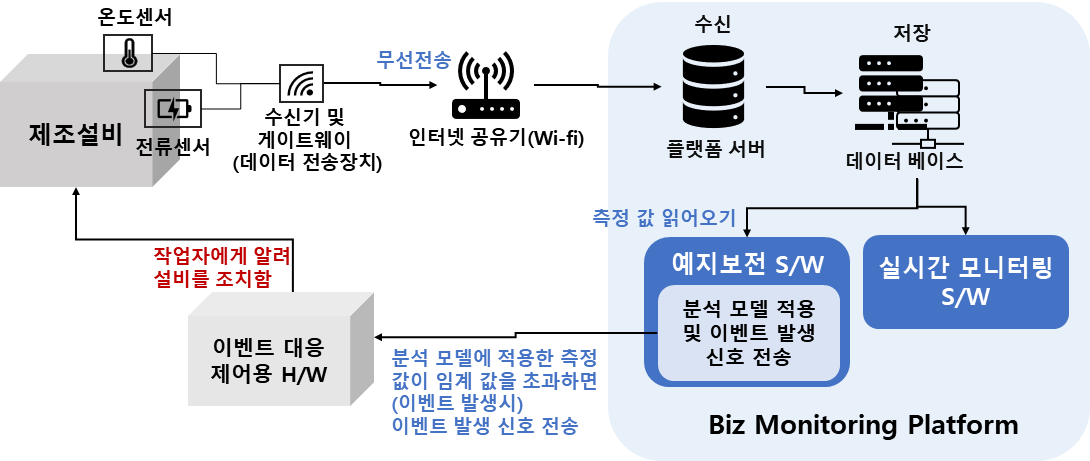 온도센서
제조설비
전류센서
수신기 및
게이트웨이
(데이터 전송장치)
무선전송
인터넷 공유기(Wi-fi)
수신
플랫폼 서버
저장
데이터 베이스
측정 값 읽어오기
예지보전 S/W
분석 모델 적용
및 이벤트 발생
신호 전송
실시간 모니터링
S/W
작업자에게 알려
설비를 조치함
이벤트 대응
제어용 H/W
분석 모델에 적용한 측정
값이 임계 값을 초과하면
(이벤트 발생시)
이벤트 발생 신호 전송
Biz Monitoring Platform